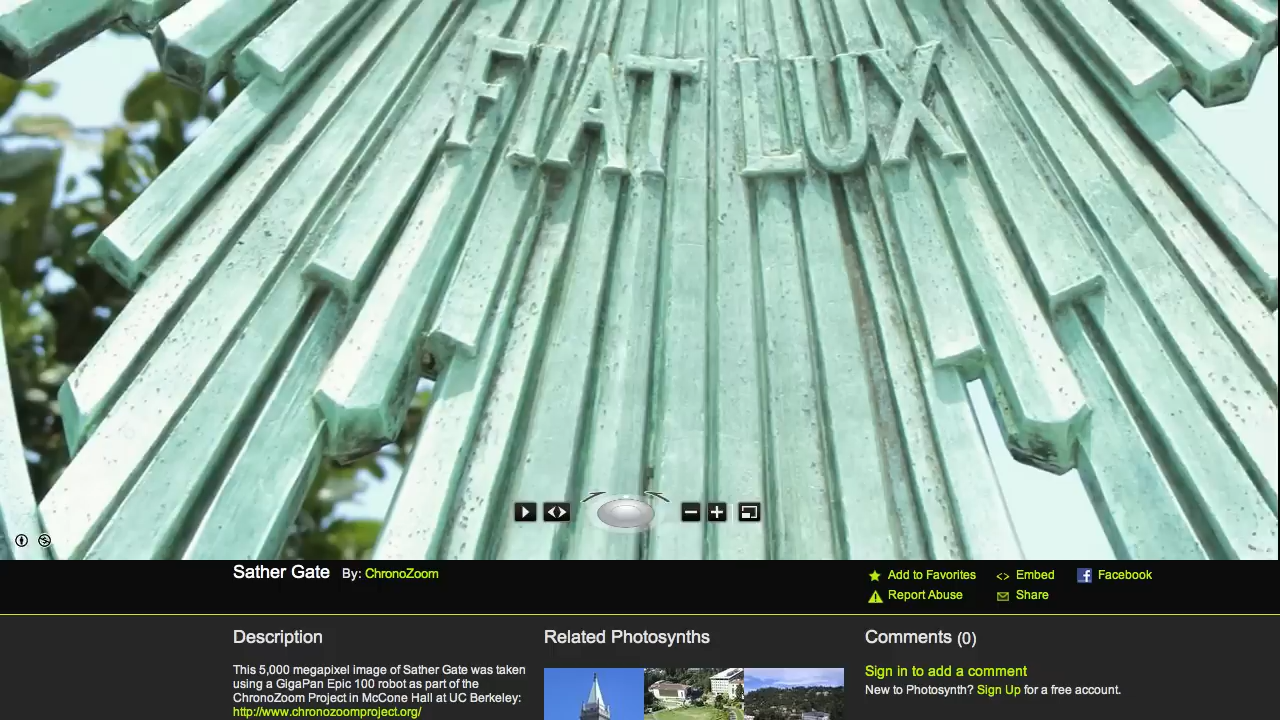 FIAT LUX
Sather Gate By: ChronoZoom
Add to Favorites Embed Facebook
Report Abuse Share
Description
This 5,000 megapixel image of Sather Gate was taken
using a GigaPan Epic 100 robot as part of the
ChronoZoom Project in McCone Hall at UC Berkeley:
http://www.chronozoomproject.org/
Related Photosynths
Comments (0)
Sign in to add a comment
New to Photosynth? Sign Up for a free account.